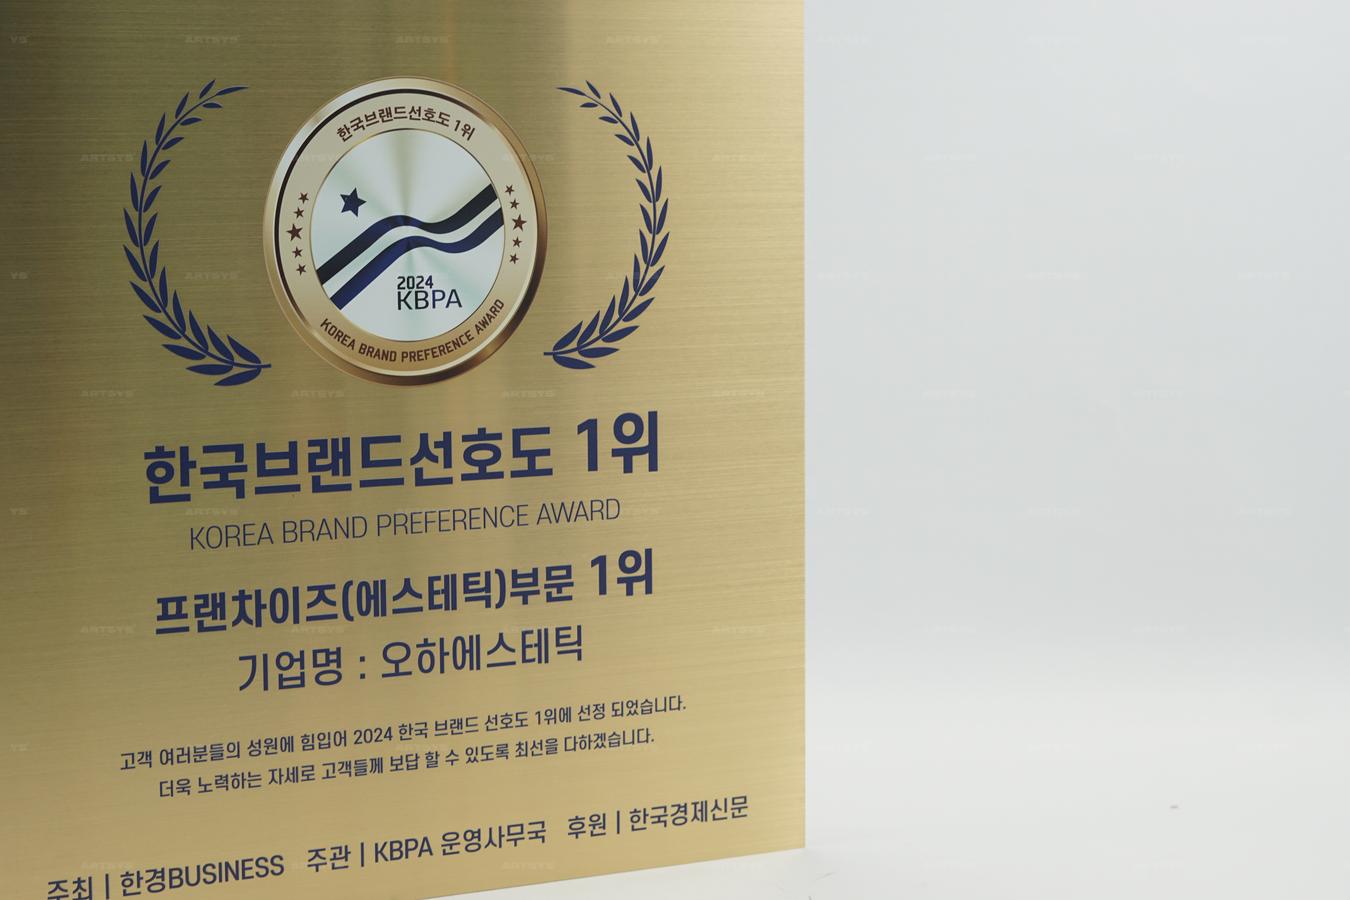 한국브랜드선호도 1위
2024
KBPA
KOREA BRAND PREFERENCE AWARD
한국브랜드선호도 1위
KOREA BRAND PREFERENCE AWARD
프랜차이즈(에스테틱)부문 1위
기업명 : 오하에스테틱
고객 여러분들의 성원에 힘입어 2024 한국 브랜드 선호도 1위에 선정 되었습니다.
더욱 노력하는 자세로 고객들께 보답 할 수 있도록 최선을 다하겠습니다.
주최 | 한경BUSINESS 주관 | KBPA 운영사무국 후원 | 한국경제신문
ARTSYS